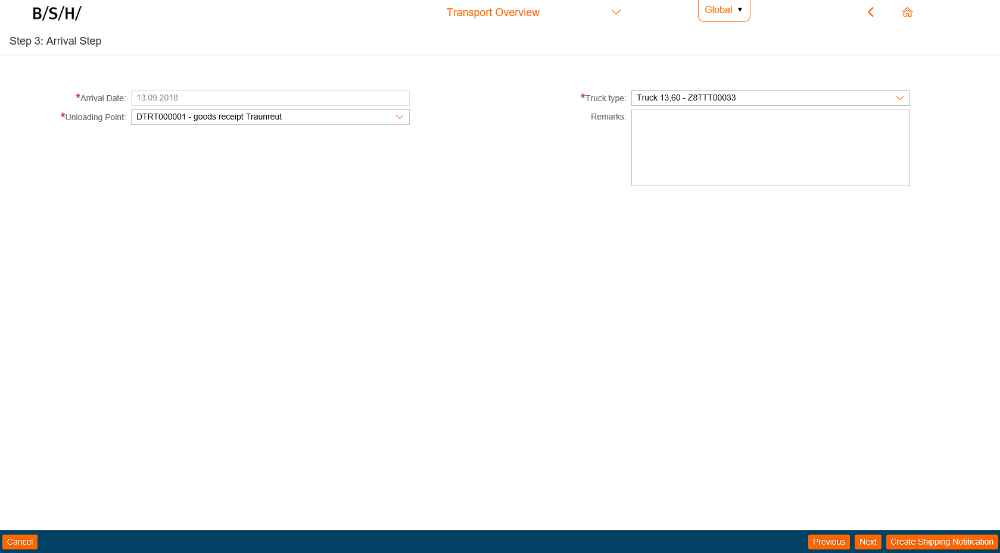 B/S/H/
Transport Overview
Global ▼
Step 3: Arrival Step
*Arrival Date: 13.09.2018
*Truck type: Truck 13,60 - Z8TTT00033
*Unloading Point: DTRT000001 - goods receipt Traunreut
Remarks:
Cancel
Previous
Next
Create Shipping Notification